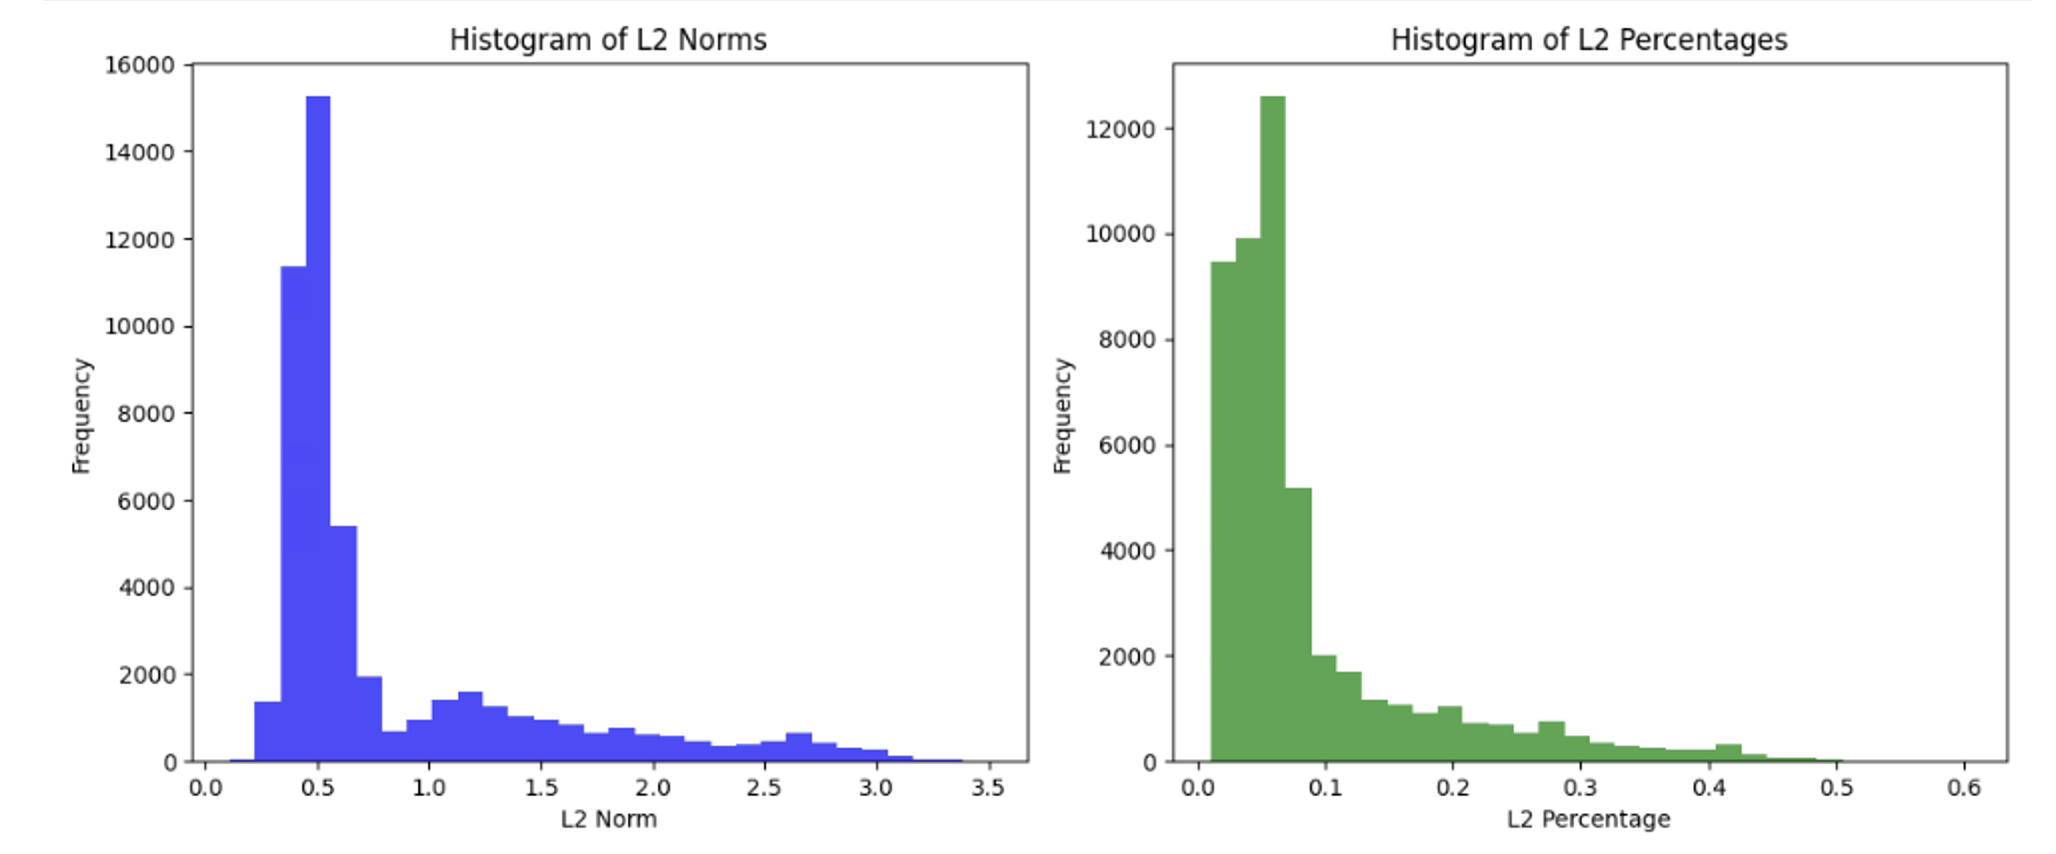 Histogram of L2 Norms
16000
14000
12000
10000
8000
6000
4000
2000
0
Frequency
0.0 0.5 1.0 1.5 2.0 2.5 3.0 3.5
L2 Norm
Histogram of L2 Percentages
12000
10000
8000
6000
4000
2000
0
Frequency
0.0 0.1 0.2 0.3 0.4 0.5 0.6
L2 Percentage